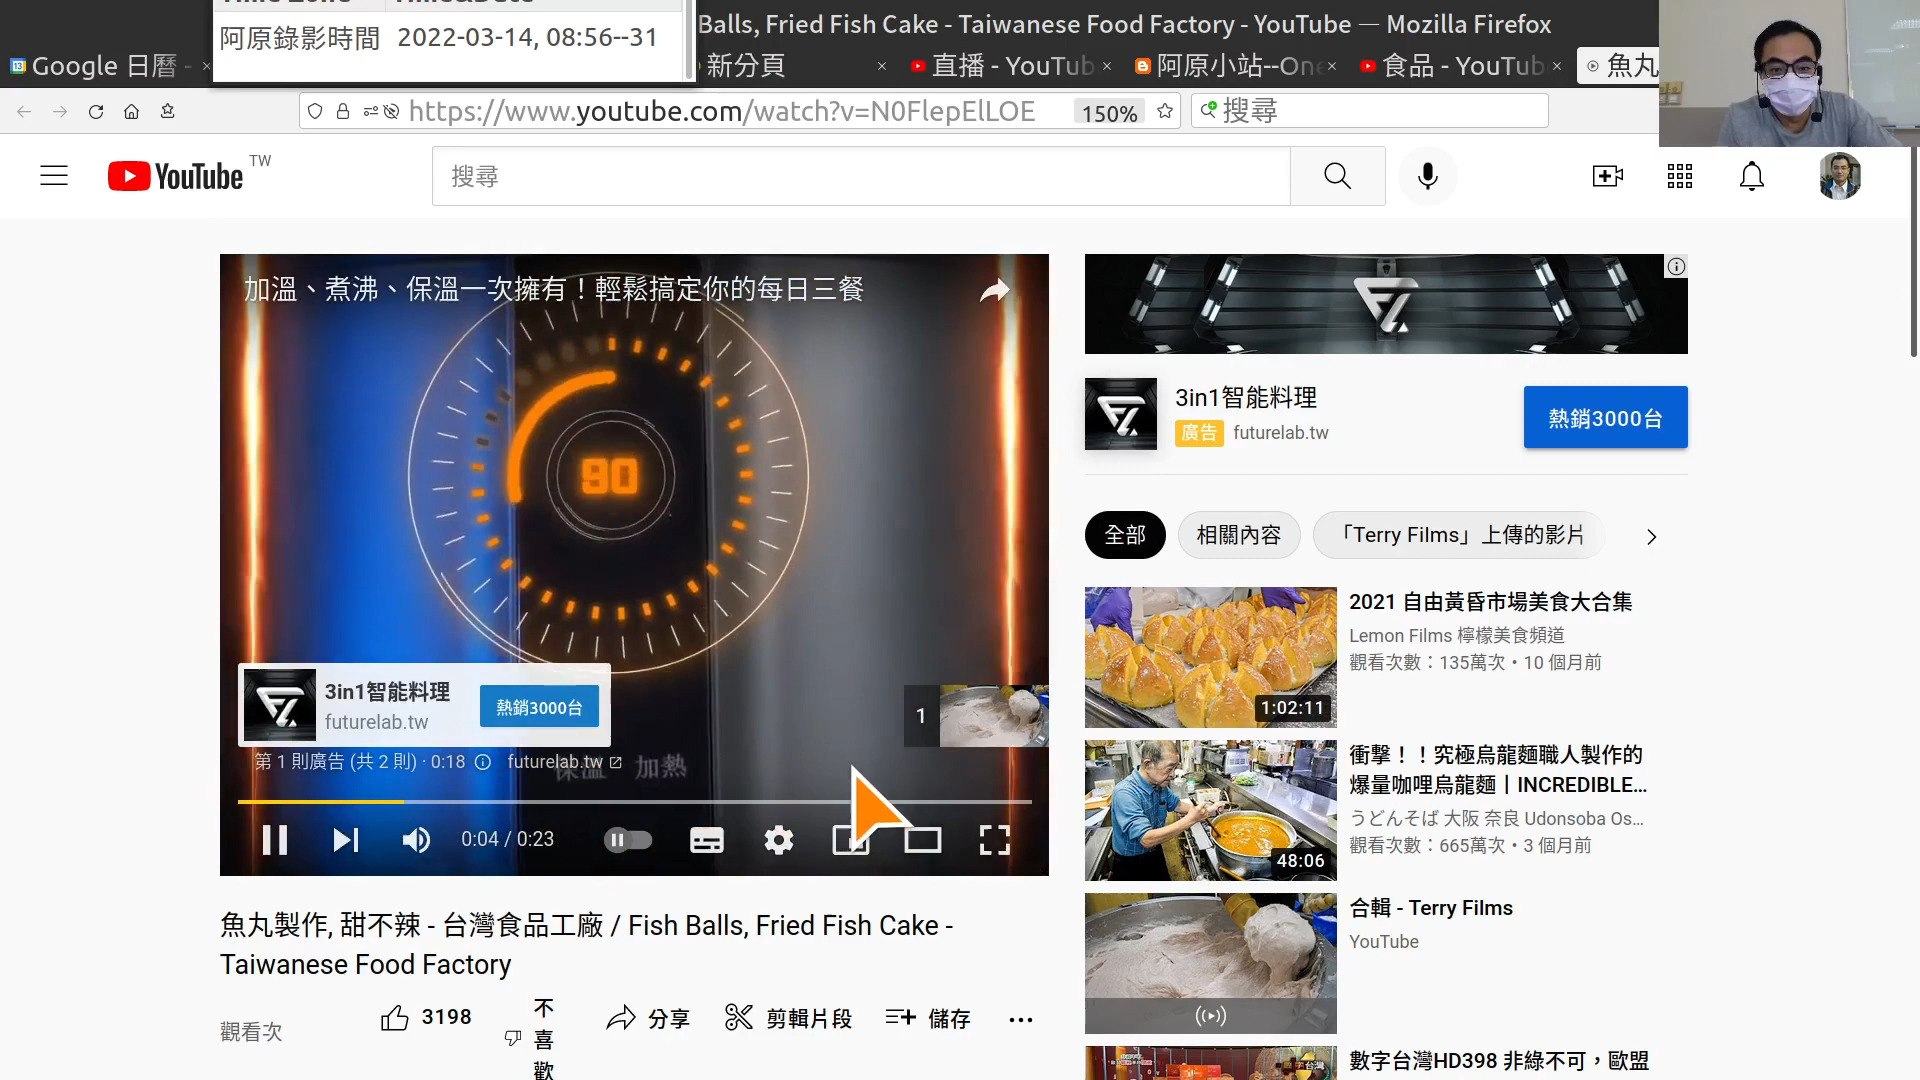 阿原錄影時間 2022-03-14, 08:56--31
Balls, Fried Fish Cake - Taiwanese Food Factory - YouTube — Mozilla Firefox
Google 日曆 -
新分頁
直播 - YouTub
阿原小站--One
食品 - YouTub
魚丸
https://www.youtube.com/watch?v=N0FlepElLOE
150%
搜尋
YouTube TW
搜尋
加溫、煮沸、保溫一次擁有！輕鬆搞定你的每日三餐
90
3in1智能料理
futurelab.tw
熱銷3000台
1
第 1 則廣告 (共 2 則) · 0:18
futurelab.tw
保溫 加熱
0:04 / 0:23
魚丸製作, 甜不辣 - 台灣食品工廠 / Fish Balls, Fried Fish Cake -
Taiwanese Food Factory
觀看次
3198
不喜歡
分享
剪輯片段
儲存
3in1智能料理
廣告 futurelab.tw
熱銷3000台
全部
相關內容
「Terry Films」上傳的影片
2021 自由黃昏市場美食大合集
Lemon Films 檸檬美食頻道
觀看次數：135萬次・10 個月前
1:02:11
衝撃！！究極烏龍麵職人製作的
爆量咖哩烏龍麵丨INCREDIBLE...
うどんそば 大阪 奈良 Udonsoba Os...
觀看次數：665萬次・3 個月前
48:06
合輯 - Terry Films
YouTube
數字台灣HD398 非綠不可，歐盟